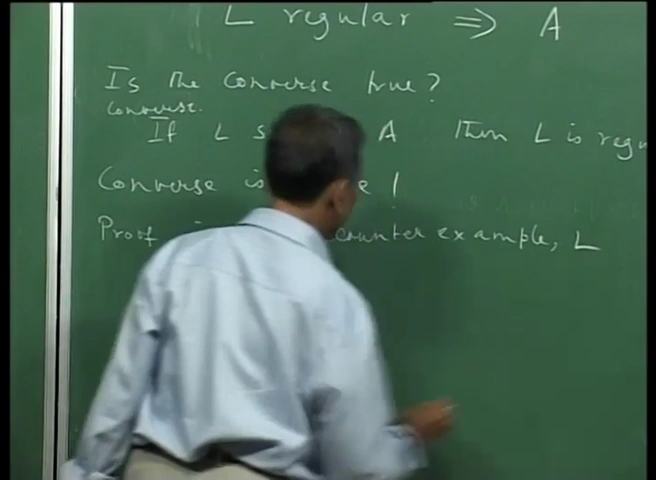 L regular ⇒ A
Is the converse true?
converse.
If L s A Then L is regu
Converse is e!
Proof counter example, L